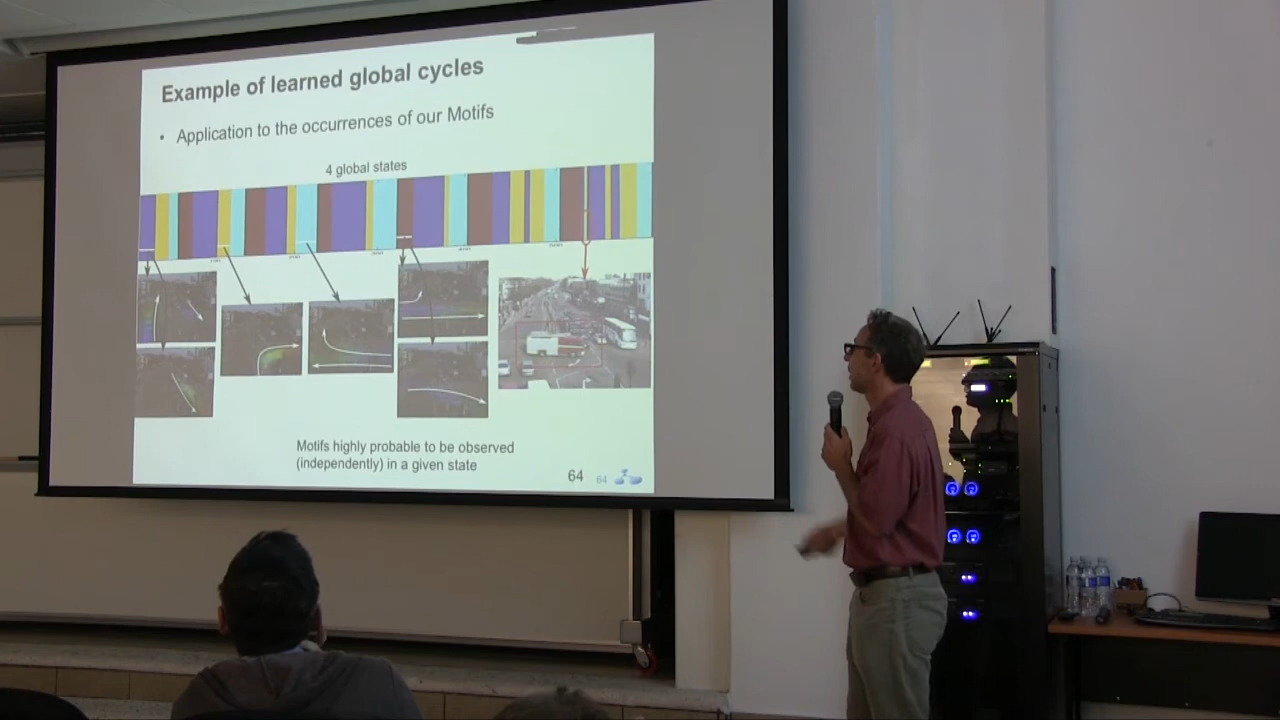 Example of learned global cycles
• Application to the occurrences of our Motifs
4 global states
Motifs highly probable to be observed
(independently) in a given state
64
64